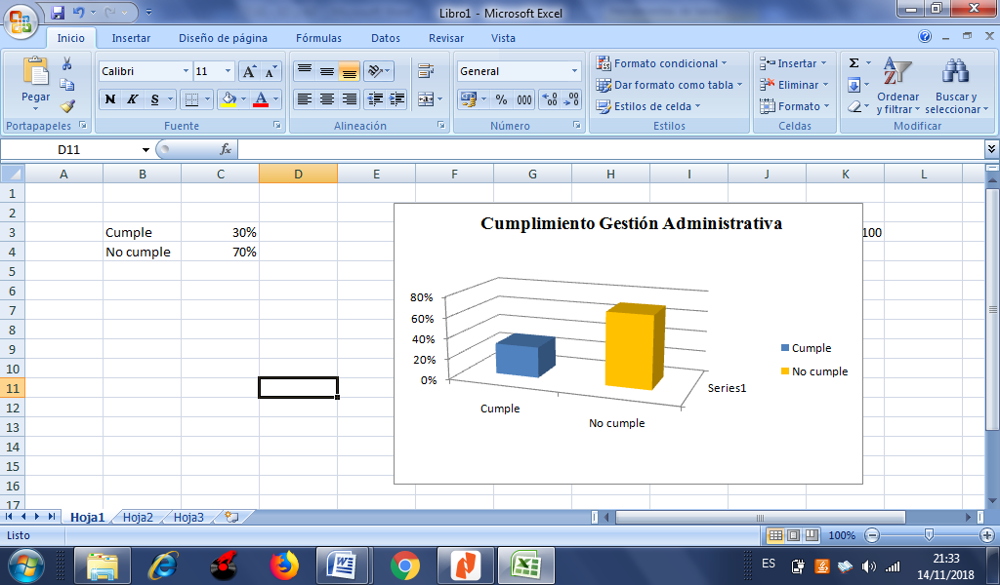 Libro1 - Microsoft Excel
Inicio Insertar Diseño de página Fórmulas Datos Revisar Vista
Calibri 11 General Formato condicional Insertar Σ
Pegar Dar formato como tabla Eliminar Ordenar y filtrar Buscar y seleccionar
N K S % 000 Estilos de celda Formato
Portapapeles Fuente Alineación Número Estilos Celdas Modificar
D11 fx
A B C D E F G H I J K L
1
2
Cumplimiento Gestión Administrativa
3 Cumple 30% 100
4 No cumple 70%
5
6
7
8
9
10
11
12
13
14
15
16
17
80%
60%
40%
20%
0%
Cumple
No cumple
Series1
Cumple
No cumple
Hoja1 Hoja2 Hoja3
Listo 100%
ES 21:33
14/11/2018